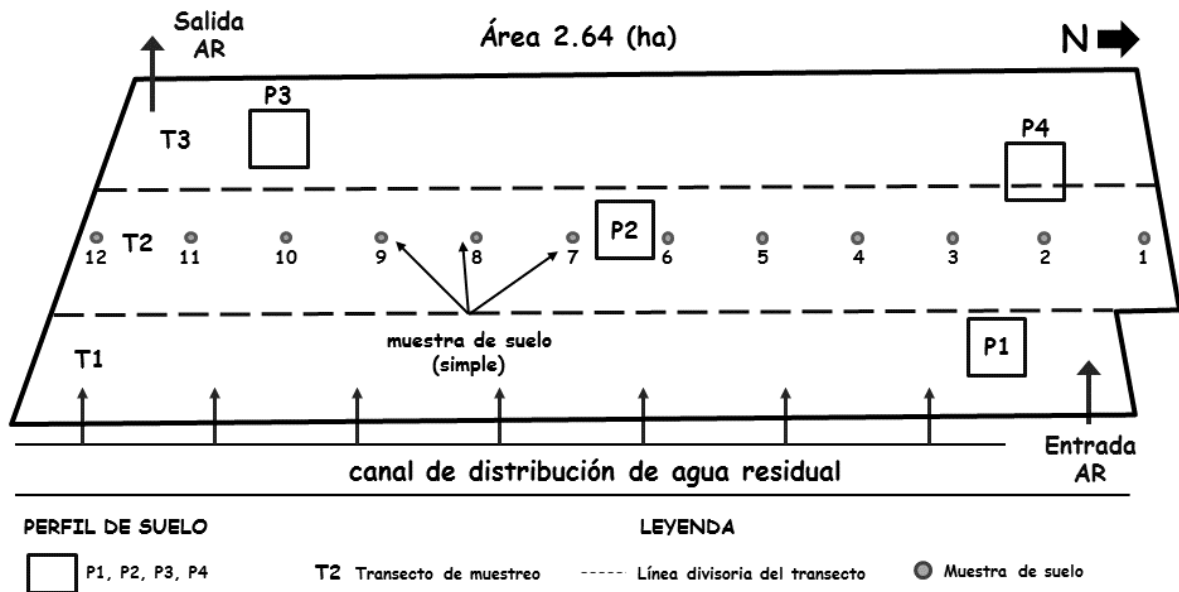 Salida
AR
Área 2.64 (ha)
N
P3
T3
P4
P2
T2
12
11
10
9
8
7
6
5
4
3
2
1
muestra de suelo
(simple)
P1
T1
Entrada
AR
canal de distribución de agua residual
PERFIL DE SUELO
LEYENDA
P1, P2, P3, P4
T2 Transecto de muestreo
Línea divisoria del transecto
Muestra de suelo